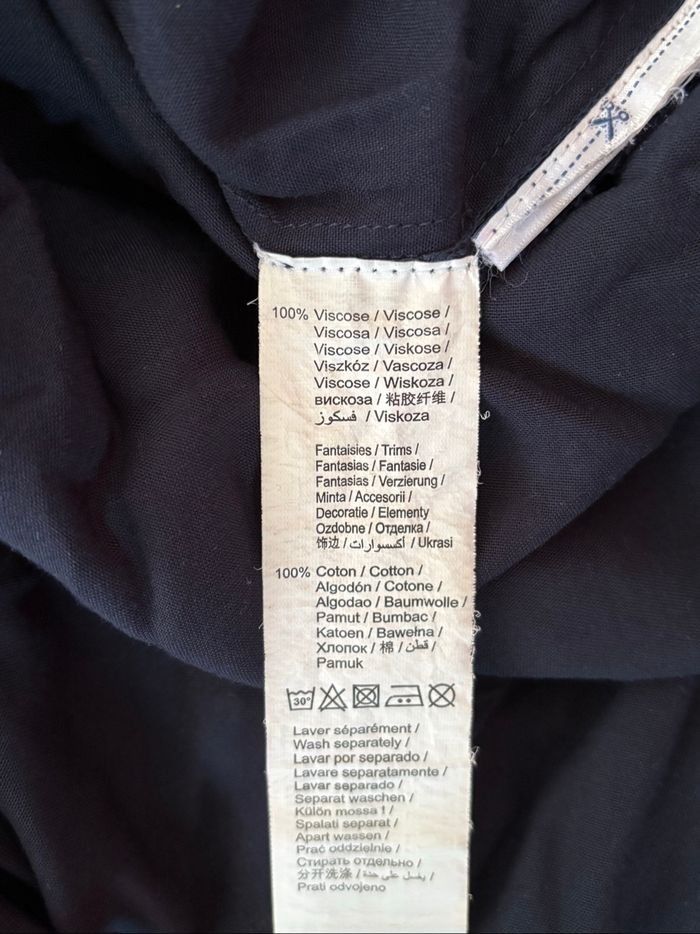 100% Viscose / Viscose /
Viscosa / Viscosa /
Viscose / Viskose /
Viszkóz / Vascoza /
Viscose / Wiskoza /
вискоза / 粘胶纤维 /
فسكوز / Viskoza
Fantaisies / Trims /
Fantasias / Fantasie /
Fantasias / Verzierung /
Minta / Accesorii /
Decoratie / Elementy
Ozdobne / Отделка /
饰边 / أكسسوارات / Ukrasi
100% Coton / Cotton /
Algodón / Cotone /
Algodao / Baumwolle /
Pamut / Bumbac /
Katoen / Bawełna /
Хлопок / 棉 / قطن /
Pamuk
30°
Laver séparément /
Wash separately /
Lavar por separado /
Lavare separatamente /
Lavar separado /
Separat waschen /
Külön mossa ! /
Spalati separat /
Apart wassen /
Prać oddzielnie /
Стирать отдельно /
分开洗涤 / يغسل على حدة /
Prati odvojeno